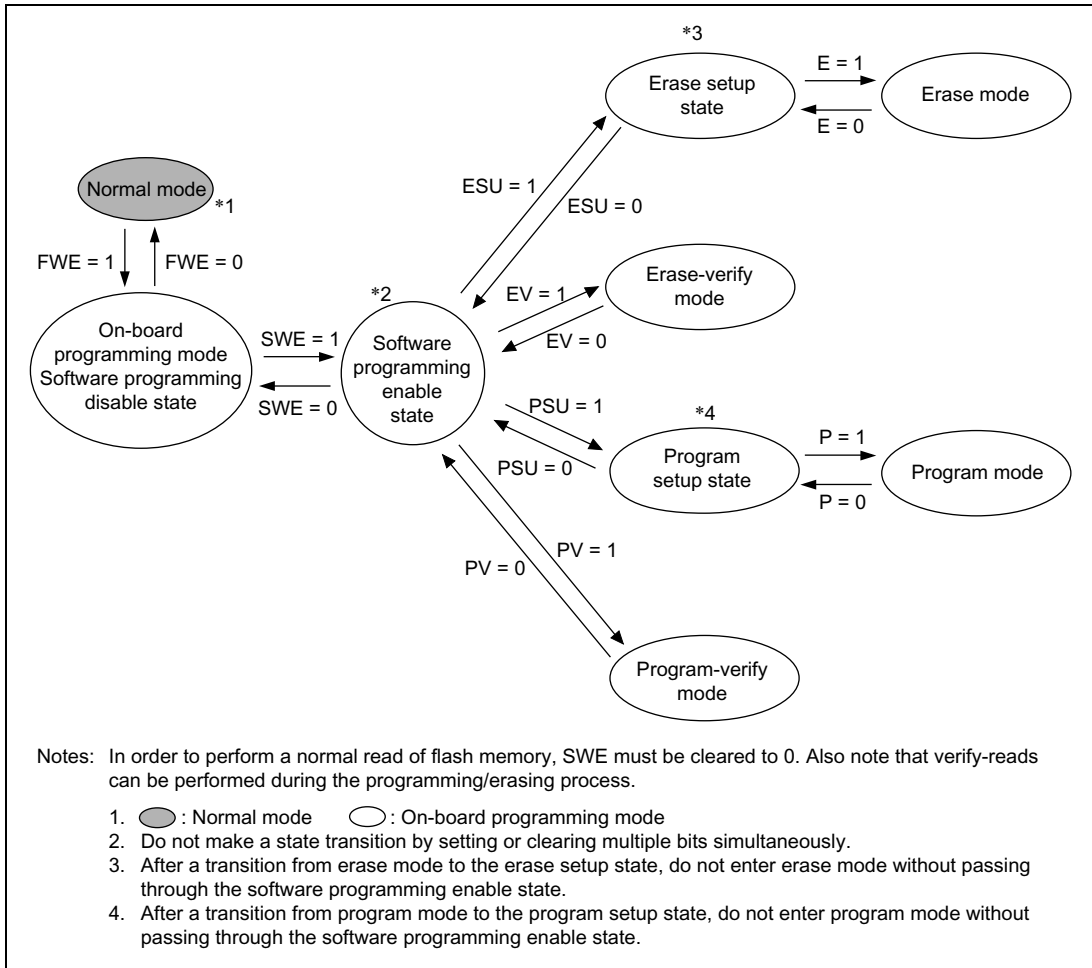 *3
Erase setup
state
E = 1
E = 0
Erase mode
Normal mode
*1
ESU = 1
ESU = 0
FWE = 1
FWE = 0
Erase-verify
mode
*2
EV = 1
EV = 0
On-board
programming mode
Software programming
disable state
SWE = 1
SWE = 0
Software
programming
enable
state
PSU = 1
PSU = 0
*4
Program
setup state
P = 1
P = 0
Program mode
PV = 1
PV = 0
Program-verify
mode
Notes: In order to perform a normal read of flash memory, SWE must be cleared to 0. Also note that verify-reads
can be performed during the programming/erasing process.
1. : Normal mode : On-board programming mode
2. Do not make a state transition by setting or clearing multiple bits simultaneously.
3. After a transition from erase mode to the erase setup state, do not enter erase mode without passing
through the software programming enable state.
4. After a transition from program mode to the program setup state, do not enter program mode without
passing through the software programming enable state.